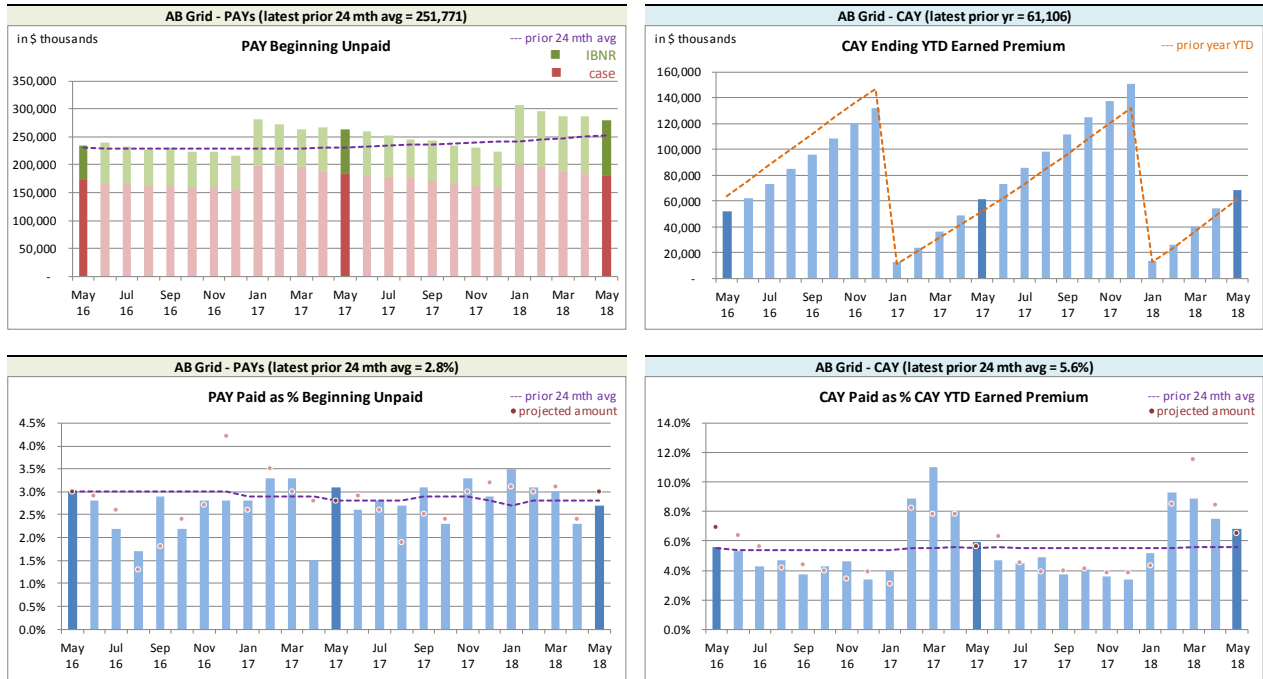 AB Grid - PAYs (latest prior 24 mth avg = 251,771)
in $ thousands
PAY Beginning Unpaid
--- prior 24 mth avg
IBNR
case
350,000
300,000
250,000
200,000
150,000
100,000
50,000
-
May Jul Sep Nov Jan Mar May Jul Sep Nov Jan Mar May
16 16 16 16 17 17 17 17 17 17 18 18 18
AB Grid - CAY (latest prior yr = 61,106)
in $ thousands
CAY Ending YTD Earned Premium
--- prior year YTD
160,000
140,000
120,000
100,000
80,000
60,000
40,000
20,000
-
May Jul Sep Nov Jan Mar May Jul Sep Nov Jan Mar May
16 16 16 16 17 17 17 17 17 17 18 18 18
AB Grid - PAYs (latest prior 24 mth avg = 2.8%)
PAY Paid as % Beginning Unpaid
--- prior 24 mth avg
projected amount
4.5%
4.0%
3.5%
3.0%
2.5%
2.0%
1.5%
1.0%
0.5%
0.0%
May Jul Sep Nov Jan Mar May Jul Sep Nov Jan Mar May
16 16 16 16 17 17 17 17 17 17 18 18 18
AB Grid - CAY (latest prior 24 mth avg = 5.6%)
CAY Paid as % CAY YTD Earned Premium
--- prior 24 mth avg
projected amount
14.0%
12.0%
10.0%
8.0%
6.0%
4.0%
2.0%
0.0%
May Jul Sep Nov Jan Mar May Jul Sep Nov Jan Mar May
16 16 16 16 17 17 17 17 17 17 18 18 18